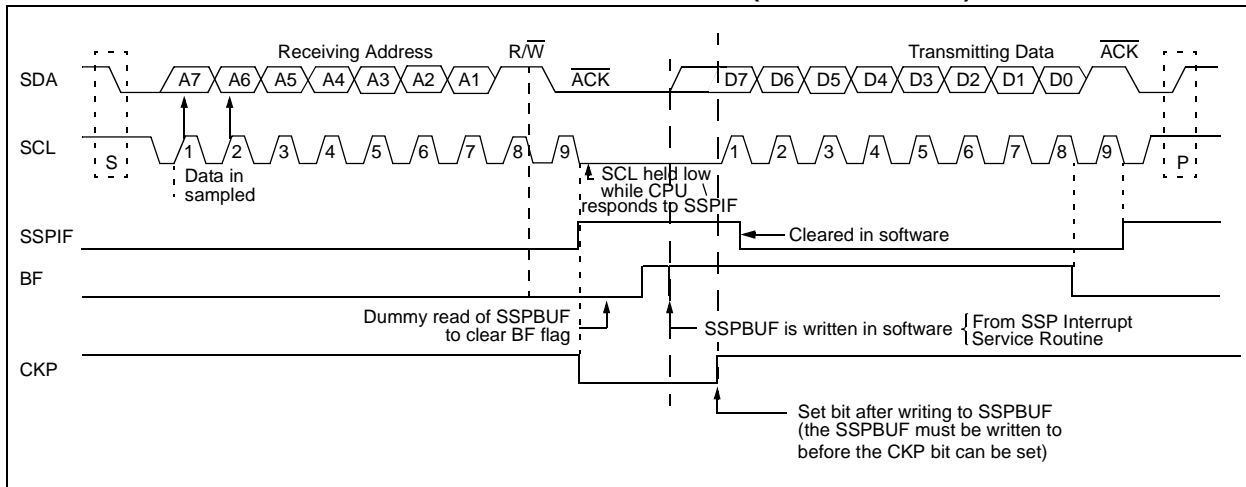 Receiving Address R/W Transmitting Data ACK
SDA A7 A6 A5 A4 A3 A2 A1 ACK D7 D6 D5 D4 D3 D2 D1 D0
SCL S 1 2 3 4 5 6 7 8 9 1 2 3 4 5 6 7 8 9 P
Data in
sampled
SCL held low
while CPU
responds to SSPIF
SSPIF
Cleared in software
BF
Dummy read of SSPBUF
to clear BF flag
SSPBUF is written in software
From SSP Interrupt
Service Routine
CKP
Set bit after writing to SSPBUF
(the SSPBUF must be written to
before the CKP bit can be set)